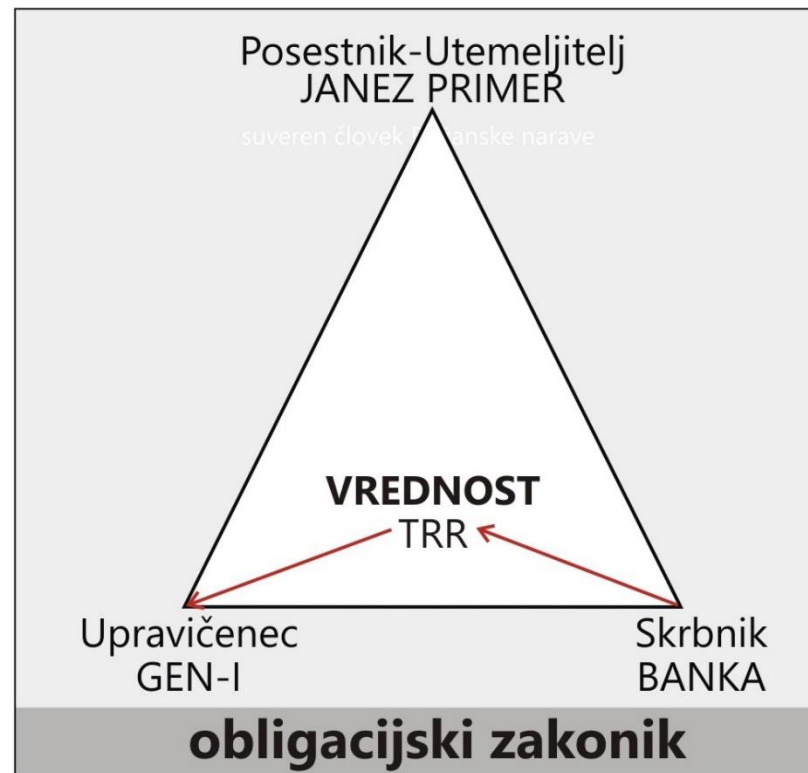 Posestnik-Utemeljitelj
JANEZ PRIMER
suveren človek narave
VREDNOST
TRR
Upravičenec
GEN-I
Skrbnik
BANKA
obligacijski zakonik